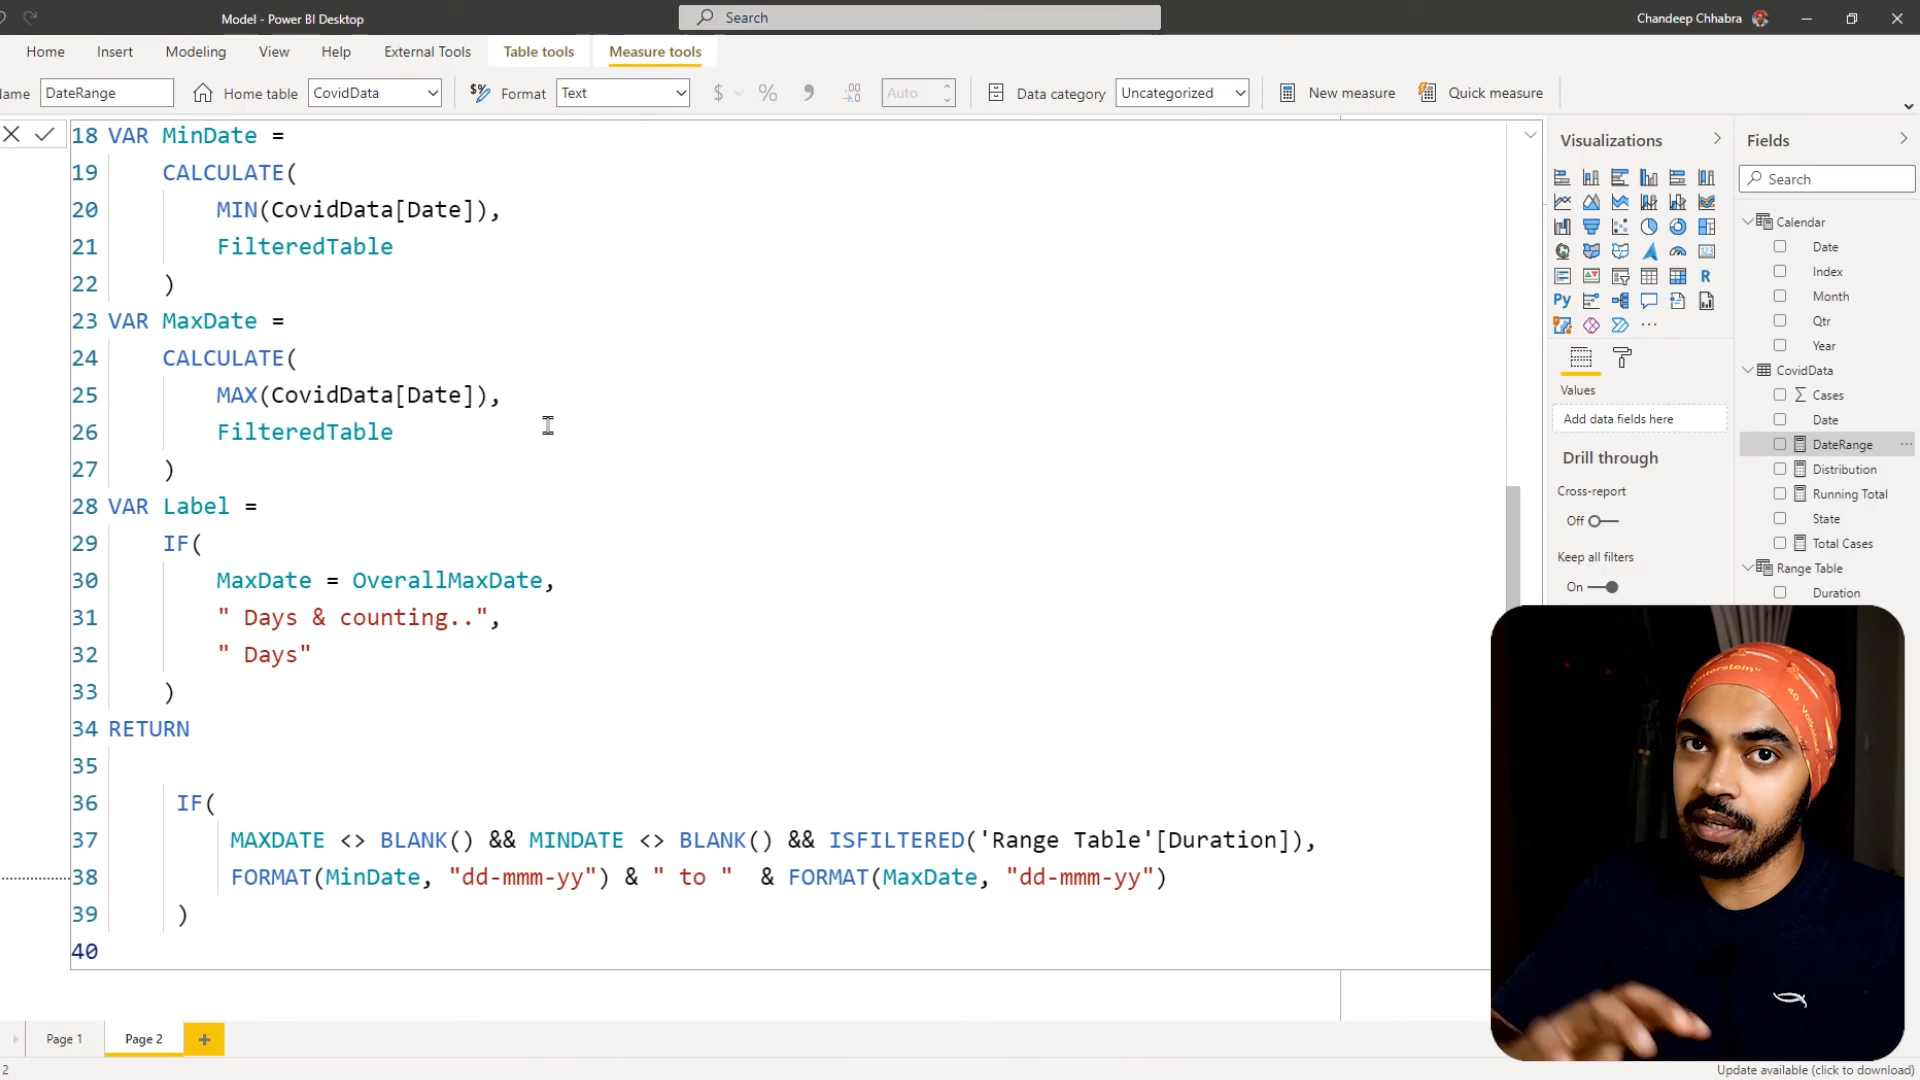 Model - Power BI Desktop
Search
Chandeep Chhabra
Home
Insert
Modeling
View
Help
External Tools
Table tools
Measure tools
ame
DateRange
Home table
CovidData
Format
Text
$
%
Auto
Data category
Uncategorized
New measure
Quick measure
18 VAR MinDate =
19 CALCULATE(
20 MIN(CovidData[Date]),
21 FilteredTable
22 )
23 VAR MaxDate =
24 CALCULATE(
25 MAX(CovidData[Date]),
26 FilteredTable
27 )
28 VAR Label =
29 IF(
30 MaxDate = OverallMaxDate,
31 " Days & counting..",
32 " Days"
33 )
34 RETURN
35
36 IF(
37 MAXDATE <> BLANK() && MINDATE <> BLANK() && ISFILTERED('Range Table'[Duration]),
38 FORMAT(MinDate, "dd-mmm-yy") & " to "  & FORMAT(MaxDate, "dd-mmm-yy")
39 )
40
Visualizations
R
Py
Values
Add data fields here
Drill through
Cross-report
Off
Keep all filters
On
Fields
Search
Calendar
Date
Index
Month
Qtr
Year
CovidData
Cases
Date
DateRange
Distribution
Running Total
State
Total Cases
Range Table
Duration
Page 1
Page 2
2
Update available (click to download)